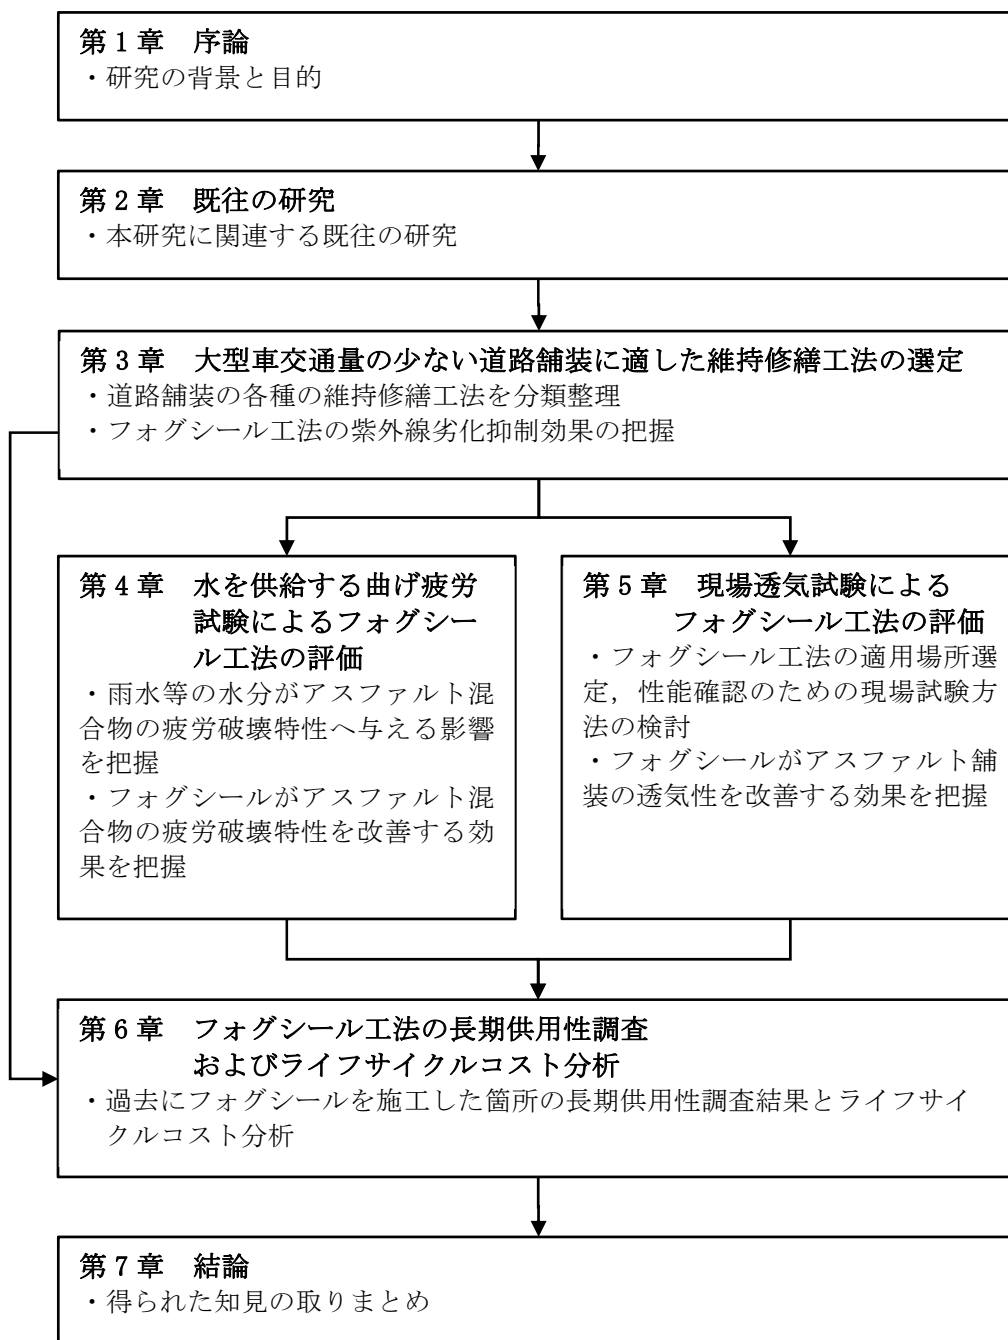 第1章　序論
・研究の背景と目的
第2章　既往の研究
・本研究に関連する既往の研究
第3章　大型車交通量の少ない道路舗装に適した維持修繕工法の選定
・道路舗装の各種の維持修繕工法を分類整理
・フォグシール工法の紫外線劣化抑制効果の把握
第4章　水を供給する曲げ疲労
試験によるフォグシー
ル工法の評価
・雨水等の水分がアスファルト混
合物の疲労破壊特性へ与える影響
を把握
・フォグシールがアスファルト混
合物の疲労破壊特性を改善する効
果を把握
第5章　現場透気試験による
フォグシール工法の評価
・フォグシール工法の適用場所選
定，性能確認のための現場試験方
法の検討
・フォグシールがアスファルト舗
装の透気性を改善する効果を把握
第6章　フォグシール工法の長期供用性調査
およびライフサイクルコスト分析
・過去にフォグシールを施工した箇所の長期供用性調査結果とライフサイ
クルコスト分析
第7章　結論
・得られた知見の取りまとめ